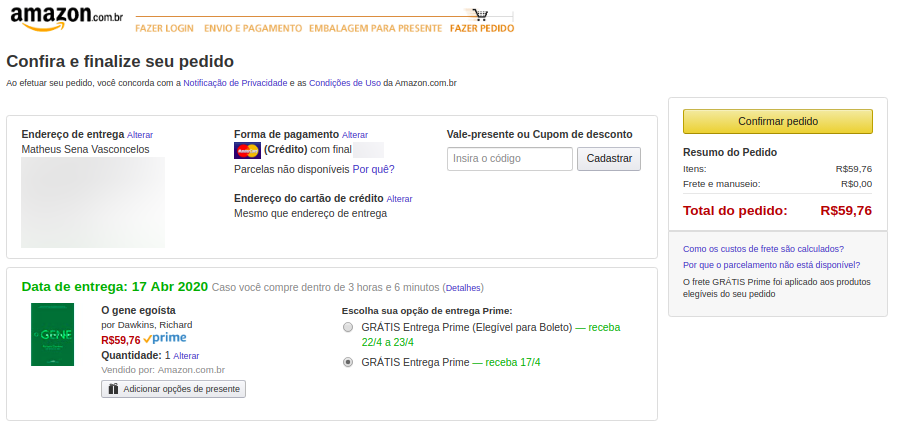 amazon.com.br
FAZER LOGIN ENVIO E PAGAMENTO EMBALAGEM PARA PRESENTE FAZER PEDIDO
Confira e finalize seu pedido
Ao efetuar seu pedido, você concorda com a Notificação de Privacidade e as Condições de Uso da Amazon.com.br
Endereço de entrega Alterar
Matheus Sena Vasconcelos
Forma de pagamento Alterar
MasterCard (Crédito) com final
Parcelas não disponíveis Por quê?
Endereço do cartão de crédito Alterar
Mesmo que endereço de entrega
Vale-presente ou Cupom de desconto
Insira o código Cadastrar
Confirmar pedido
Resumo do Pedido
Itens: R$59,76
Frete e manuseio: R$0,00
Total do pedido: R$59,76
Como os custos de frete são calculados?
Por que o parcelamento não está disponível?
O frete GRÁTIS Prime foi aplicado aos produtos
elegíveis do seu pedido
Data de entrega: 17 Abr 2020 Caso você compre dentro de 3 horas e 6 minutos (Detalhes)
GENE
O gene egoísta
por Dawkins, Richard
R$59,76 prime
Quantidade: 1 Alterar
Vendido por: Amazon.com.br
Adicionar opções de presente
Escolha sua opção de entrega Prime:
GRÁTIS Entrega Prime (Elegível para Boleto) — receba
22/4 a 23/4
GRÁTIS Entrega Prime — receba 17/4